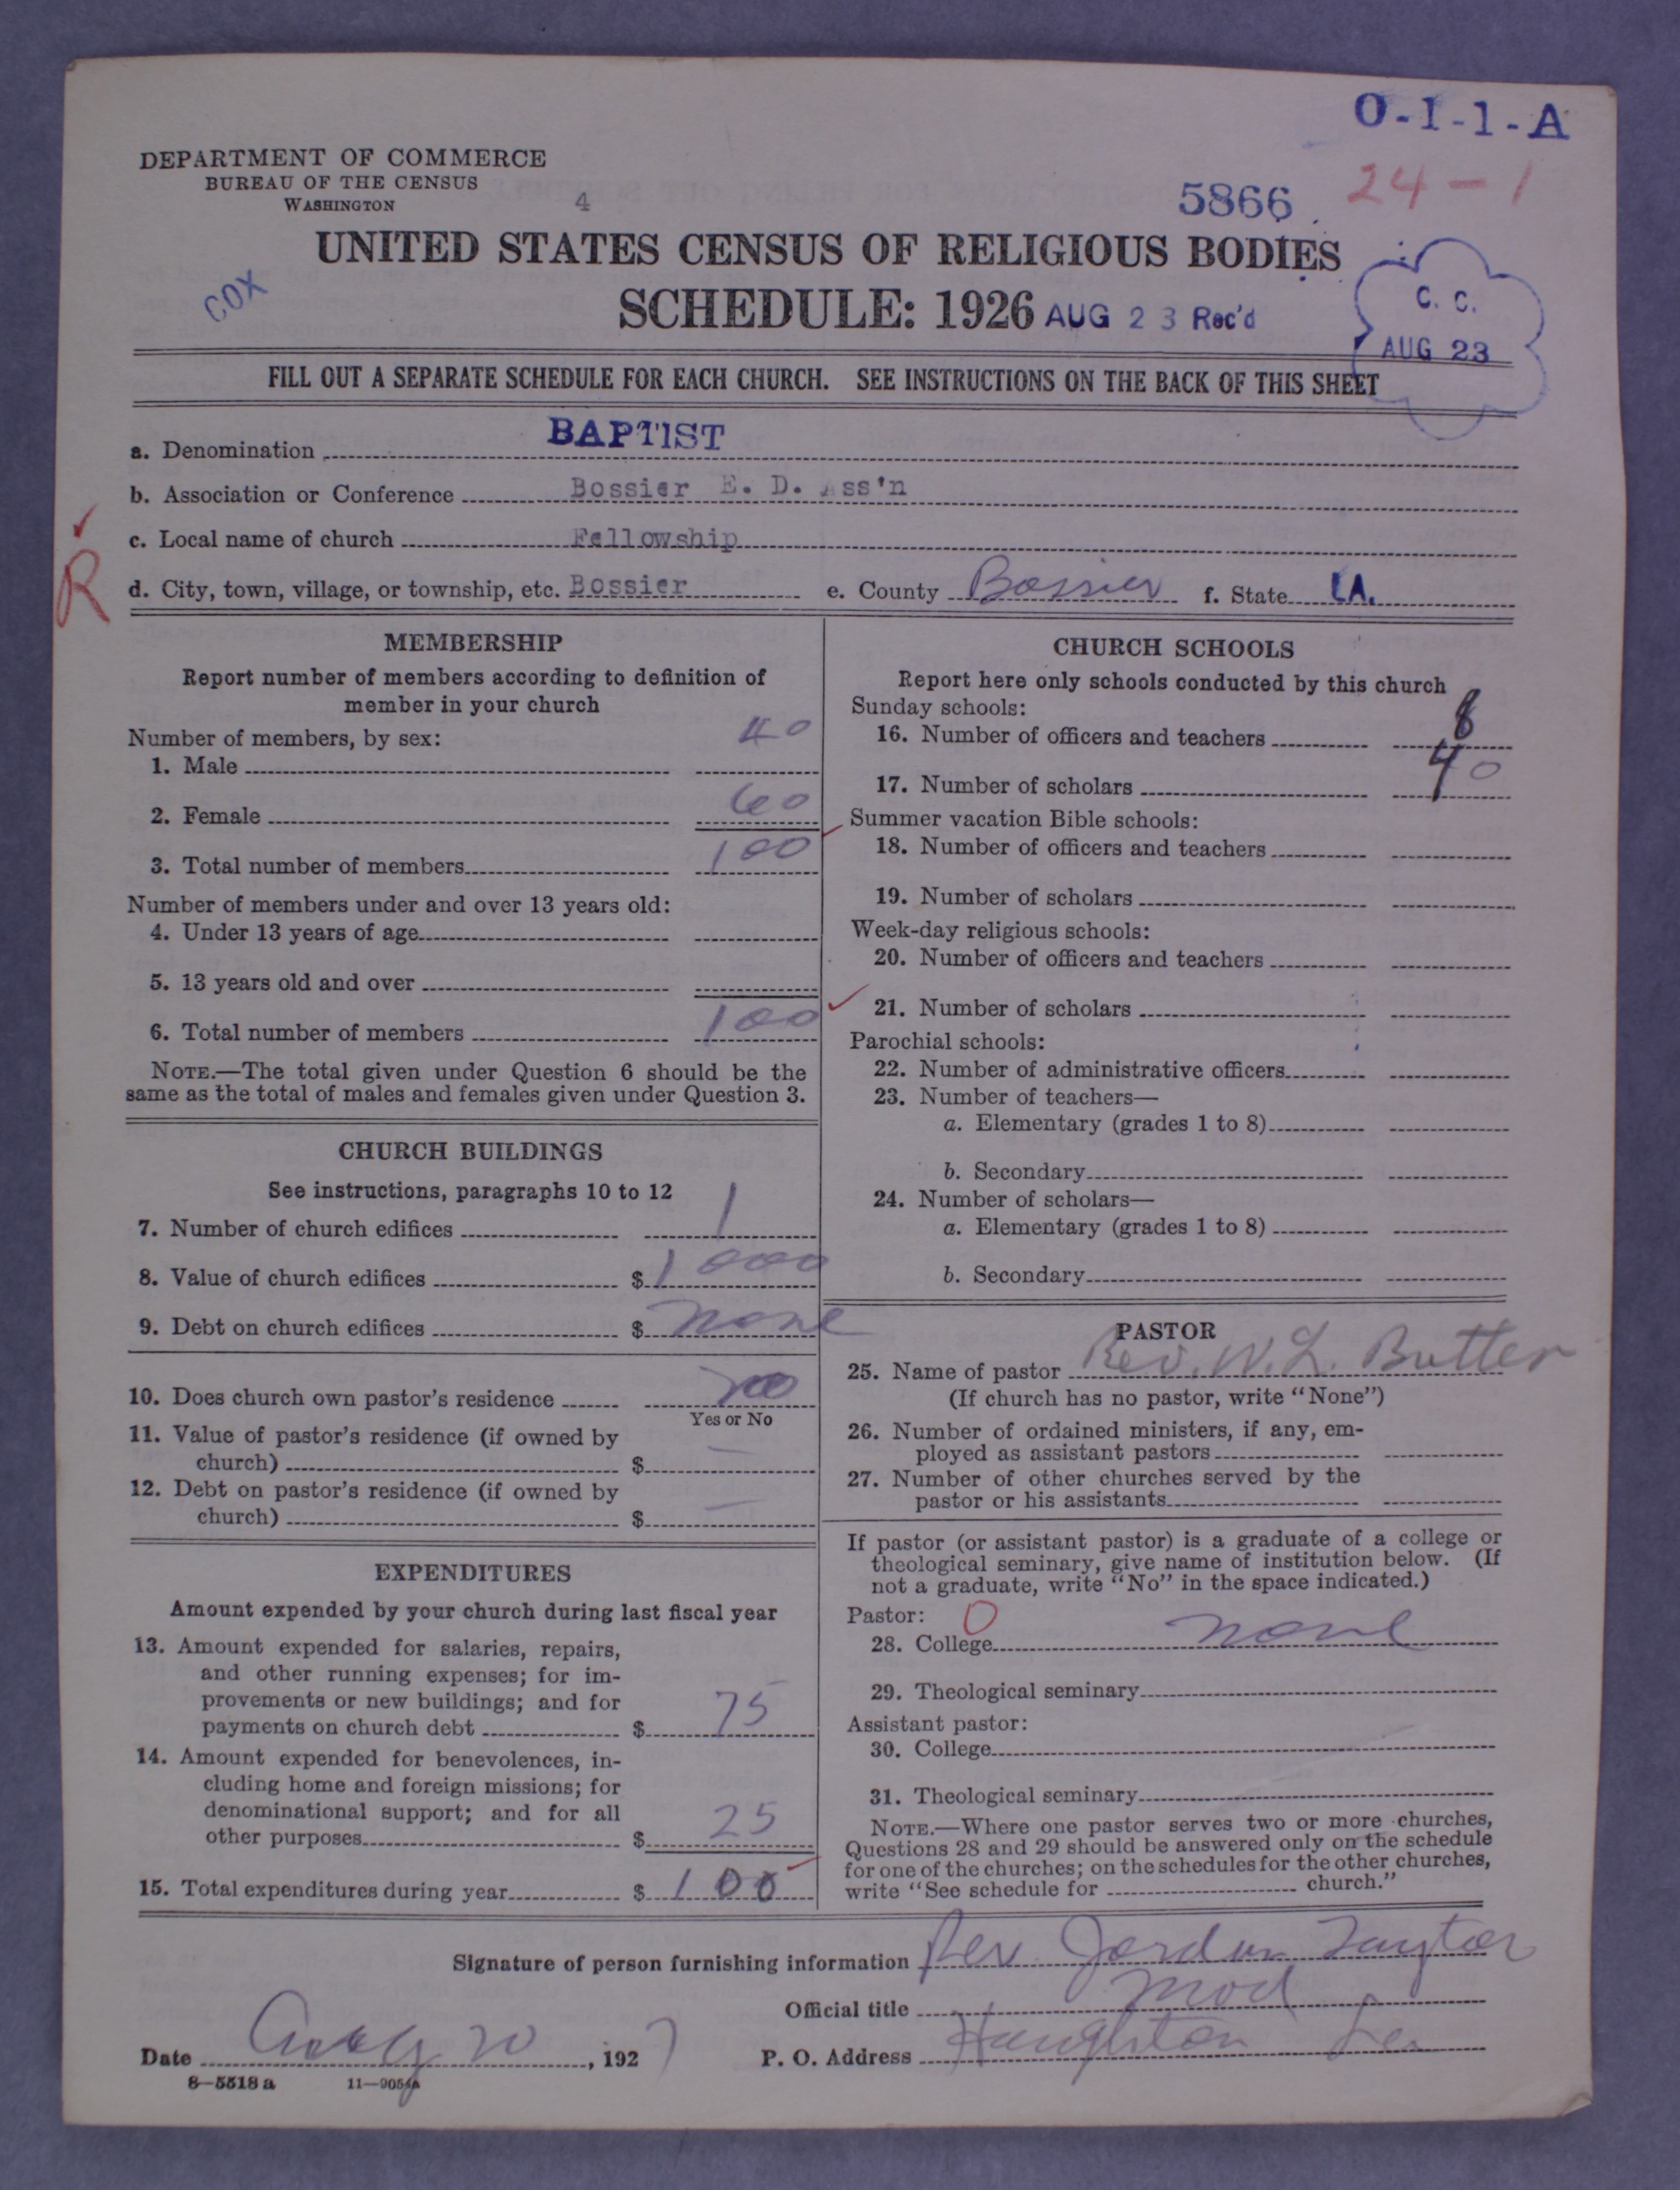 O-1-1-A
DEPARTMENT OF COMMERCE
BUREAU OF THE CENSUS
WASHINGTON
4
5866
24-1
UNITED STATES CENSUS OF RELIGIOUS BODIES
COX
SCHEDULE: 1926
AUG 23 Rec'd
C. C.
AUG 23
FILL OUT A SEPARATE SCHEDULE FOR EACH CHURCH. SEE INSTRUCTIONS ON THE BACK OF THIS SHEET
a. Denomination BAPTIST
b. Association or Conference Bossier E. D. Ass'n
c. Local name of church Fellowship
R
d. City, town, village, or township, etc. Bossier e. County Bossier f. State LA.
MEMBERSHIP
Report number of members according to definition of
member in your church
Number of members, by sex:
1. Male 40
2. Female 60
3. Total number of members 100
Number of members under and over 13 years old:
4. Under 13 years of age
5. 13 years old and over
6. Total number of members 100
NOTE.—The total given under Question 6 should be the
same as the total of males and females given under Question 3.
CHURCH BUILDINGS
See instructions, paragraphs 10 to 12
7. Number of church edifices 1
8. Value of church edifices $ 1000
9. Debt on church edifices $ none
10. Does church own pastor's residence no
Yes or No
11. Value of pastor's residence (if owned by
church) $ —
12. Debt on pastor's residence (if owned by
church) $ —
EXPENDITURES
Amount expended by your church during last fiscal year
13. Amount expended for salaries, repairs,
and other running expenses; for im-
provements or new buildings; and for
payments on church debt $ 75
14. Amount expended for benevolences, in-
cluding home and foreign missions; for
denominational support; and for all
other purposes $ 25
15. Total expenditures during year $ 100
CHURCH SCHOOLS
Report here only schools conducted by this church
Sunday schools:
16. Number of officers and teachers 8
17. Number of scholars 40
Summer vacation Bible schools:
18. Number of officers and teachers
19. Number of scholars
Week-day religious schools:
20. Number of officers and teachers
21. Number of scholars
Parochial schools:
22. Number of administrative officers
23. Number of teachers—
a. Elementary (grades 1 to 8)
b. Secondary
24. Number of scholars—
a. Elementary (grades 1 to 8)
b. Secondary
PASTOR
25. Name of pastor Rev. W. L. Butler
(If church has no pastor, write "None")
26. Number of ordained ministers, if any, em-
ployed as assistant pastors
27. Number of other churches served by the
pastor or his assistants
If pastor (or assistant pastor) is a graduate of a college or
theological seminary, give name of institution below. (If
not a graduate, write "No" in the space indicated.)
Pastor: 0
28. College none
29. Theological seminary
Assistant pastor:
30. College
31. Theological seminary
NOTE.—Where one pastor serves two or more churches,
Questions 28 and 29 should be answered only on the schedule
for one of the churches; on the schedules for the other churches,
write "See schedule for church."
Signature of person furnishing information Rev Jordan Taylor
Official title Mod
Date Aug 20, 1927 P. O. Address Haughton La
8—5518 a 11—9054A